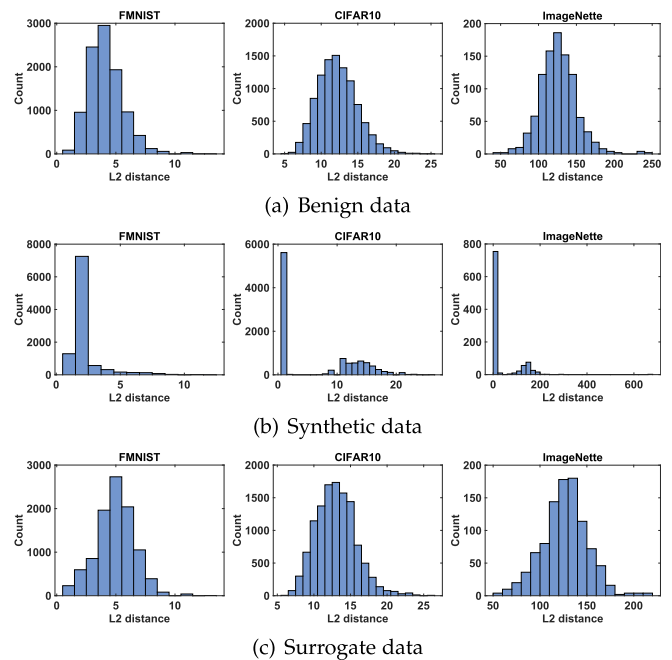 FMNIST CIFAR10 ImageNette
3000 2000 200
Count 2000 1000 0
Count 1500 1000 500 0
Count 150 100 50 0
0 5 10 5 10 15 20 25 50 100 150 200 250
L2 distance L2 distance L2 distance
(a) Benign data
FMNIST CIFAR10 ImageNette
8000 6000 800
Count 6000 4000 2000 0
Count 4000 2000 0
Count 600 400 200 0
0 5 10 0 10 20 0 200 400 600
L2 distance L2 distance L2 distance
(b) Synthetic data
FMNIST CIFAR10 ImageNette
3000 2000 200
Count 2000 1000 0
Count 1500 1000 500 0
Count 150 100 50 0
0 5 10 5 10 15 20 25 50 100 150 200
L2 distance L2 distance L2 distance
(c) Surrogate data